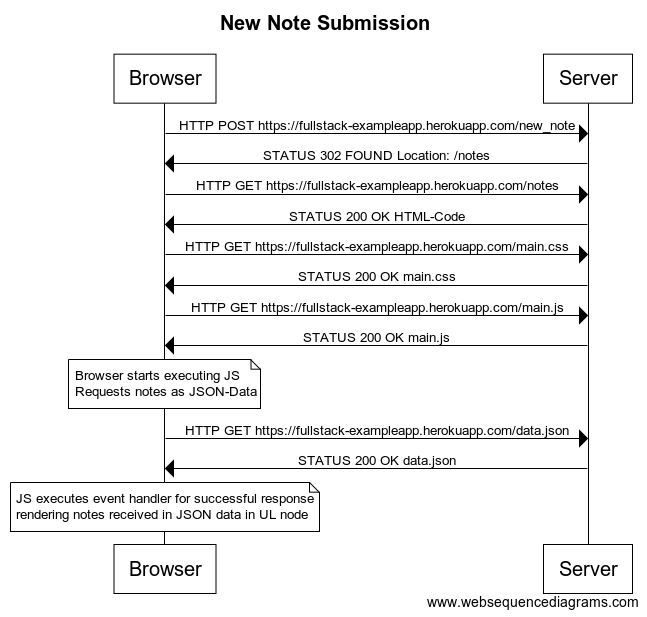 New Note Submission
Browser
Server
HTTP POST https://fullstack-exampleapp.herokuapp.com/new_note
STATUS 302 FOUND Location: /notes
HTTP GET https://fullstack-exampleapp.herokuapp.com/notes
STATUS 200 OK HTML-Code
HTTP GET https://fullstack-exampleapp.herokuapp.com/main.css
STATUS 200 OK main.css
HTTP GET https://fullstack-exampleapp.herokuapp.com/main.js
STATUS 200 OK main.js
Browser starts executing JS
Requests notes as JSON-Data
HTTP GET https://fullstack-exampleapp.herokuapp.com/data.json
STATUS 200 OK data.json
JS executes event handler for successful response
rendering notes received in JSON data in UL node
Browser
Server
www.websequencediagrams.com